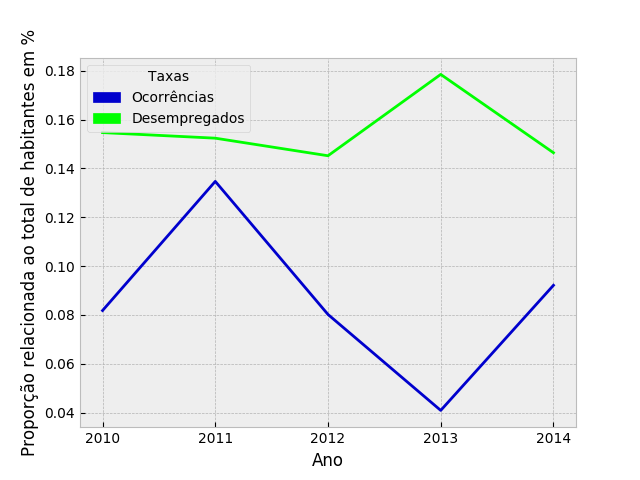 Proporção relacionada ao total de habitantes em %
0.18
0.16
0.14
0.12
0.10
0.08
0.06
0.04
Taxas
Ocorrências
Desempregados
2010 2011 2012 2013 2014
Ano